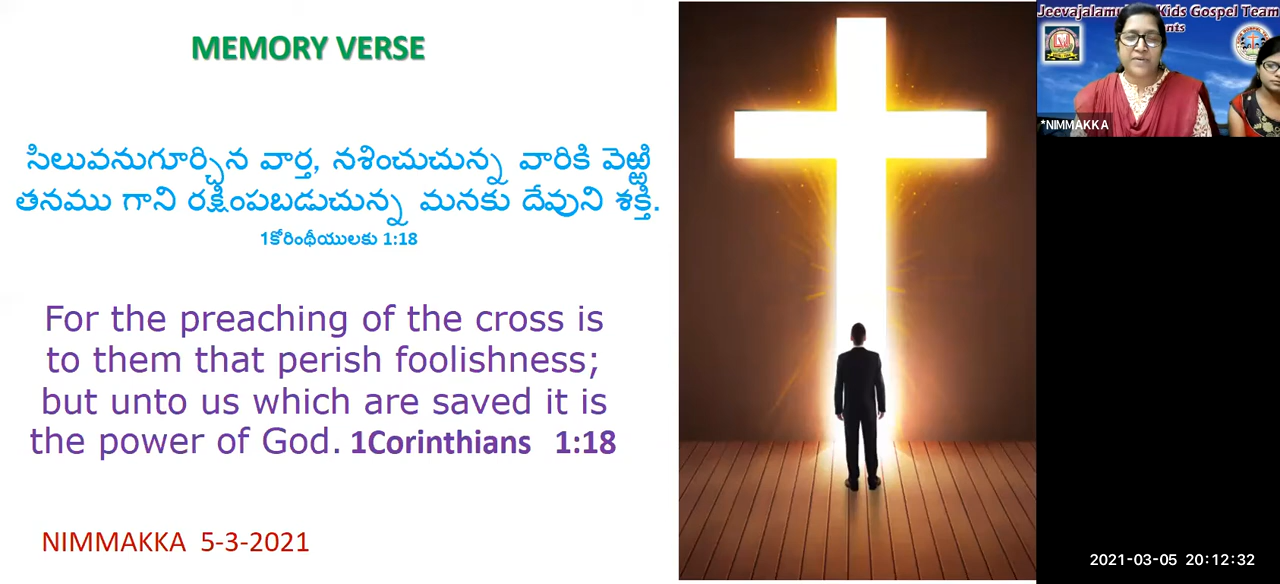 MEMORY VERSE
సిలువనుగూర్చిన వార్త, నశించుచున్న వారికి వెఱ్ఱి
తనము గాని రక్షింపబడుచున్న మనకు దేవుని శక్తి.
1కోరింథీయులకు 1:18
For the preaching of the cross is
to them that perish foolishness;
but unto us which are saved it is
the power of God. 1Corinthians 1:18
NIMMAKKA 5-3-2021
Kids Gospel Team
*NIMMAKKA
2021-03-05 20:12:32